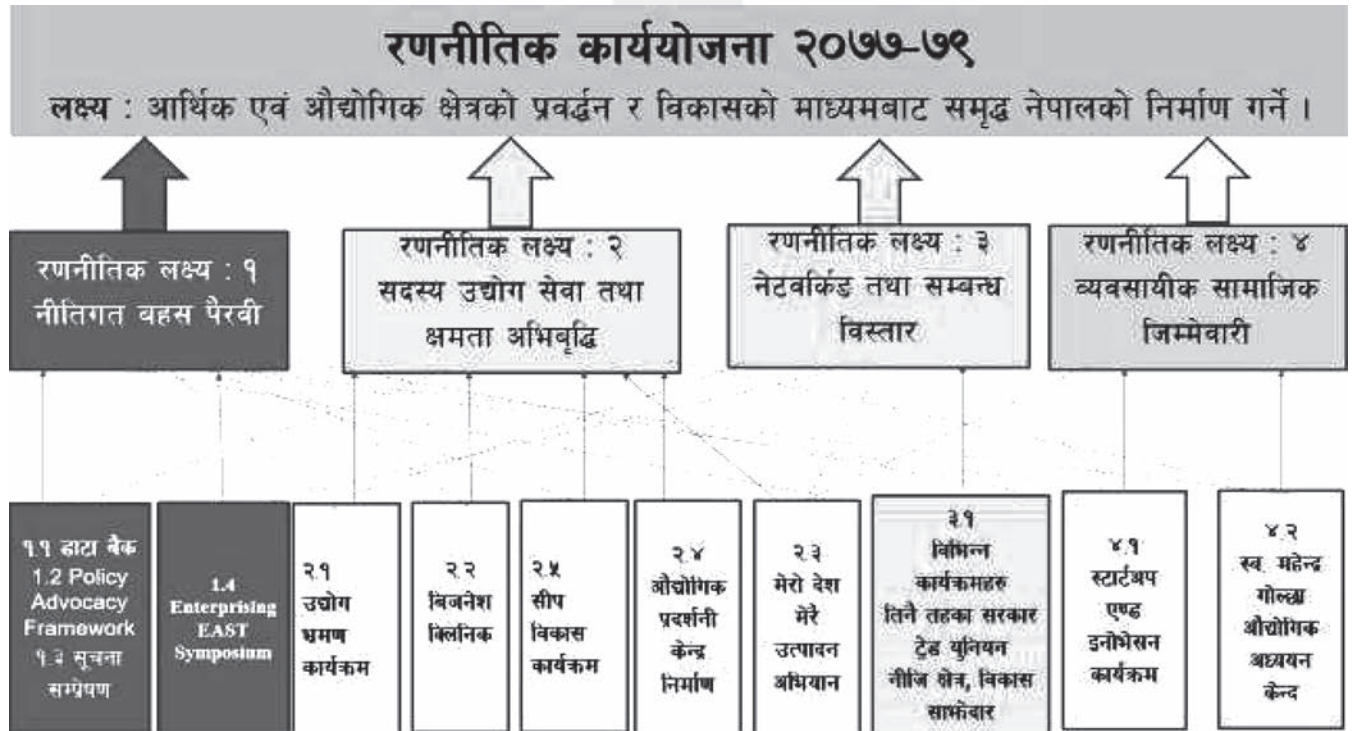 रणनीतिक कार्ययोजना २०७७-७९
लक्ष्य : आर्थिक एवं औद्योगिक क्षेत्रको प्रवर्द्धन र विकासको माध्यमबाट समृद्ध नेपालको निर्माण गर्ने ।
रणनीतिक लक्ष्य : १
नीतिगत बहस पैरवी
रणनीतिक लक्ष्य : २
सदस्य उद्योग सेवा तथा
क्षमता अभिवृद्धि
रणनीतिक लक्ष्य : ३
नेटवर्किङ तथा सम्बन्ध
विस्तार
रणनीतिक लक्ष्य : ४
व्यवसायीक सामाजिक
जिम्मेवारी
१.१ डाटा बैंक
1.2 Policy
Advocacy
Framework
१.३ सूचना
सम्प्रेषण
1.4
Enterprising
EAST
Symposium
२.१
उद्योग
भ्रमण
कार्यक्रम
२.२
बिजनेश
क्लिनिक
२.५
सीप
विकास
कार्यक्रम
२.४
औद्योगिक
प्रदर्शनी
केन्द्र
निर्माण
२.३
मेरो देश
मेरै
उत्पादन
अभियान
३.१
विभिन्न
कार्यक्रमहरु
तिनै तहका सरकार
ट्रेड युनियन
नीजि क्षेत्र, विकास
साझेदार
४.१
स्टार्टअप
एण्ड
इनोभेसन
कार्यक्रम
४.२
स्व. महेन्द्र
गोल्छा
औद्योगिक
अध्ययन
केन्द